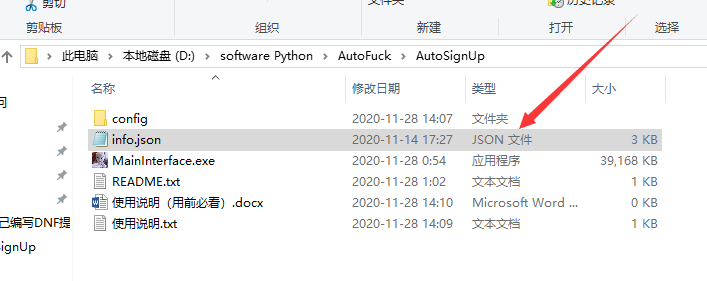 剪切
文件夹
历史记录
剪贴板 组织 新建 打开 选择
此电脑 本地磁盘 (D:) software Python AutoFuck AutoSignUp
名称 修改日期 类型 大小
问
config 2020-11-28 14:07 文件夹
info.json 2020-11-14 17:27 JSON 文件 3 KB
MainInterface.exe 2020-11-28 0:54 应用程序 39,168 KB
README.txt 2020-11-28 1:02 文本文档 1 KB
使用说明（用前必看）.docx 2020-11-28 14:10 Microsoft Word ... 0 KB
己编写DNF提 使用说明.txt 2020-11-28 14:09 文本文档 1 KB
SignUp